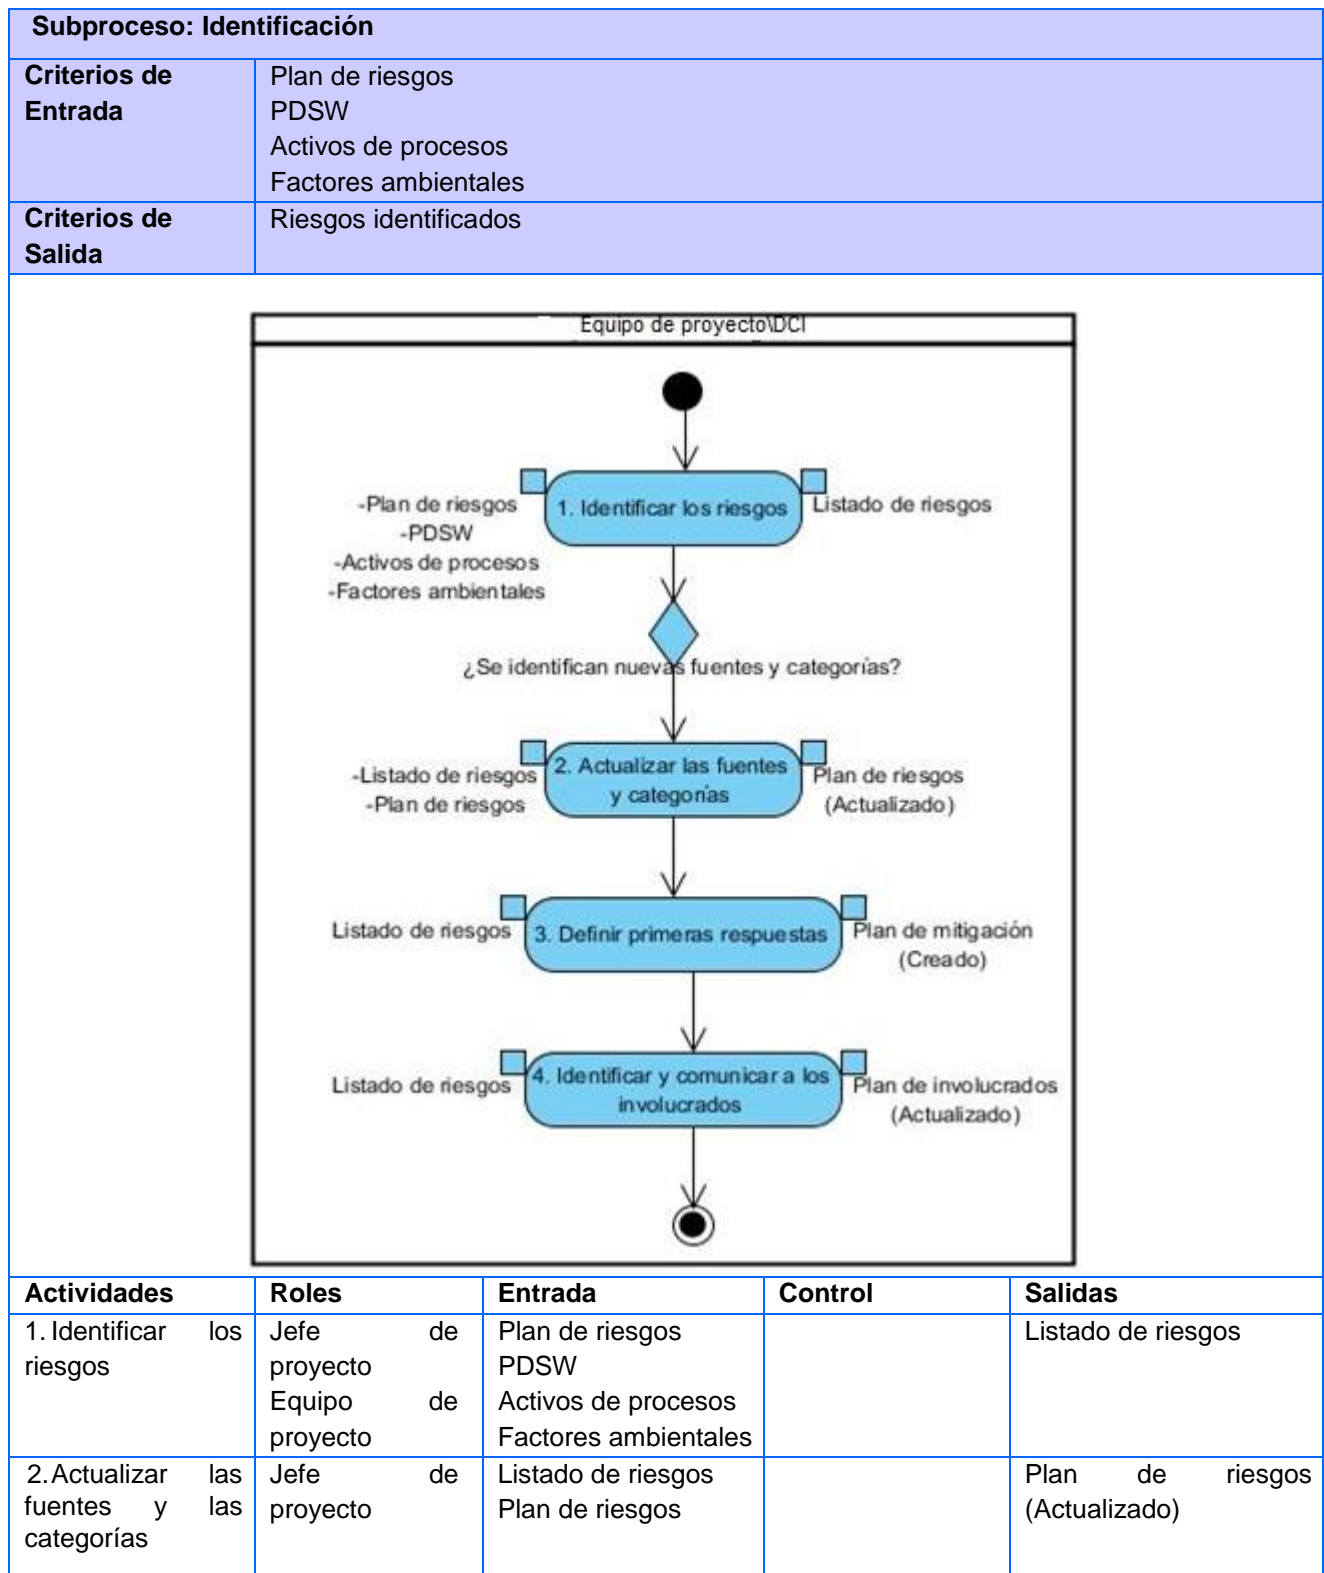 Subproceso: Identificación
Criterios de
Entrada
Plan de riesgos
PDSW
Activos de procesos
Factores ambientales
Criterios de
Salida
Riesgos identificados
Equipo de proyecto\DCI
1. Identificar los riesgos
-Plan de riesgos
-PDSW
-Activos de procesos
-Factores ambientales
Listado de riesgos
¿Se identifican nuevas fuentes y categorías?
2. Actualizar las fuentes
y categorías
-Listado de riesgos
-Plan de riesgos
Plan de riesgos
(Actualizado)
Listado de riesgos
3. Definir primeras respuestas
Plan de mitigación
(Creado)
Listado de riesgos
4. Identificar y comunicar a los
involucrados
Plan de involucrados
(Actualizado)
Actividades
Roles
Entrada
Control
Salidas
1. Identificar los
riesgos
Jefe de
proyecto
Equipo de
proyecto
Plan de riesgos
PDSW
Activos de procesos
Factores ambientales
Listado de riesgos
2. Actualizar las
fuentes y las
categorías
Jefe de
proyecto
Listado de riesgos
Plan de riesgos
Plan de riesgos
(Actualizado)